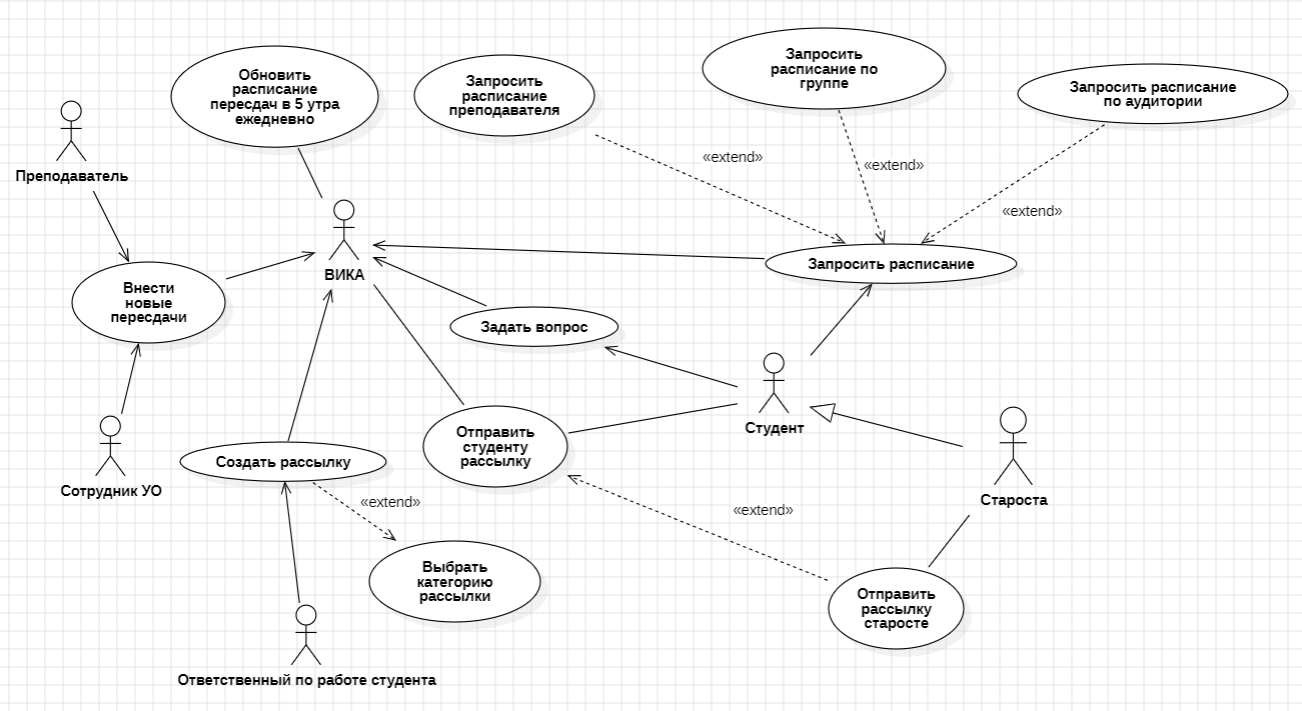 Обновить
расписание
пересдач в 5 утра
ежедневно
Запросить
расписание
преподавателя
Запросить
расписание по
группе
Запросить расписание
по аудитории
Преподаватель
«extend»
«extend»
«extend»
ВИКА
Запросить расписание
Внести
новые
пересдачи
Задать вопрос
Студент
Отправить
студенту
рассылку
Создать рассылку
Сотрудник УО
Староста
«extend»
«extend»
Выбрать
категорию
рассылки
Отправить
рассылку
старосте
Ответственный по работе студента